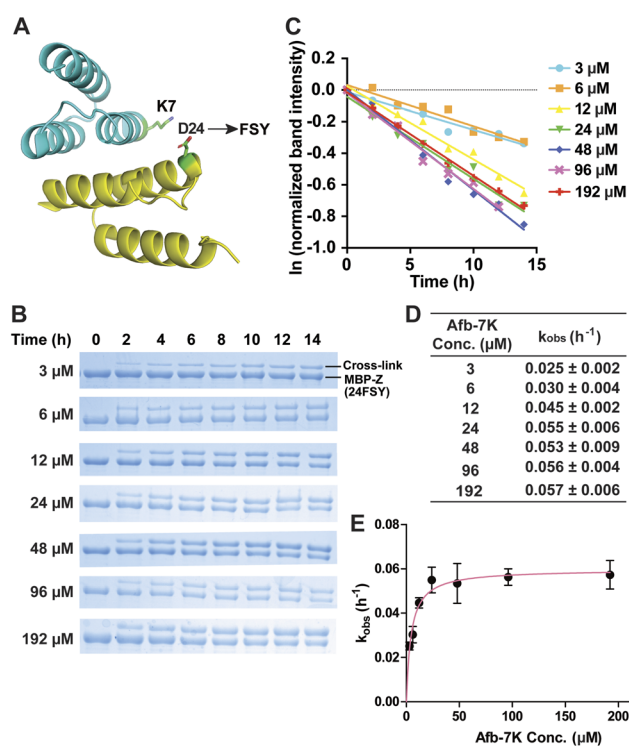 A
K7
D24 → FSY
B
Time (h) 0 2 4 6 8 10 12 14
3 µM
Cross-link
MBP-Z
(24FSY)
6 µM
12 µM
24 µM
48 µM
96 µM
192 µM
C
ln (normalized band intensity)
0.2
0.0
-0.2
-0.4
-0.6
-0.8
-1.0
0 5 10 15
Time (h)
3 µM
6 µM
12 µM
24 µM
48 µM
96 µM
192 µM
D
Afb-7K
Conc. (µM) kobs (h-1)
3 0.025 ± 0.002
6 0.030 ± 0.004
12 0.045 ± 0.002
24 0.055 ± 0.006
48 0.053 ± 0.009
96 0.056 ± 0.004
192 0.057 ± 0.006
E
kobs (h-1)
0.08
0.06
0.04
0.02
0.00
0 50 100 150 200
Afb-7K Conc. (µM)